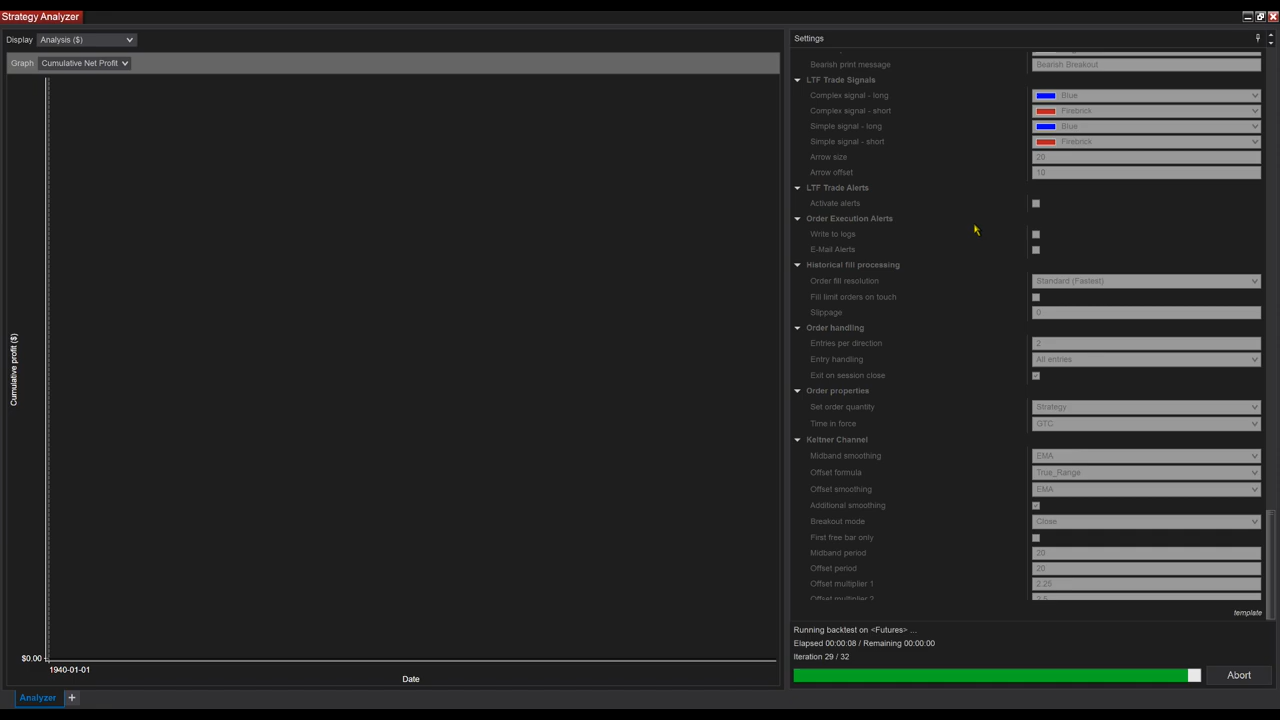 Strategy Analyzer
Display Analysis ($)
Graph Cumulative Net Profit
Cumulative profit ($)
$0.00
1940-01-01
Date
Analyzer +
Settings
Bearish print message Bearish Breakout
LTF Trade Signals
Complex signal - long Blue
Complex signal - short Firebrick
Simple signal - long Blue
Simple signal - short Firebrick
Arrow size 20
Arrow offset 10
LTF Trade Alerts
Activate alerts
Order Execution Alerts
Write to logs
E-Mail Alerts
Historical fill processing
Order fill resolution Standard (Fastest)
Fill limit orders on touch
Slippage 0
Order handling
Entries per direction 2
Entry handling All entries
Exit on session close
Order properties
Set order quantity Strategy
Time in force GTC
Keltner Channel
Midband smoothing EMA
Offset formula True_Range
Offset smoothing EMA
Additional smoothing
Breakout mode Close
First free bar only
Midband period 20
Offset period 20
Offset multiplier 1 2.25
Offset multiplier 2
template
Running backtest on <Futures> ...
Elapsed 00:00:08 / Remaining 00:00:00
Iteration 29 / 32
Abort